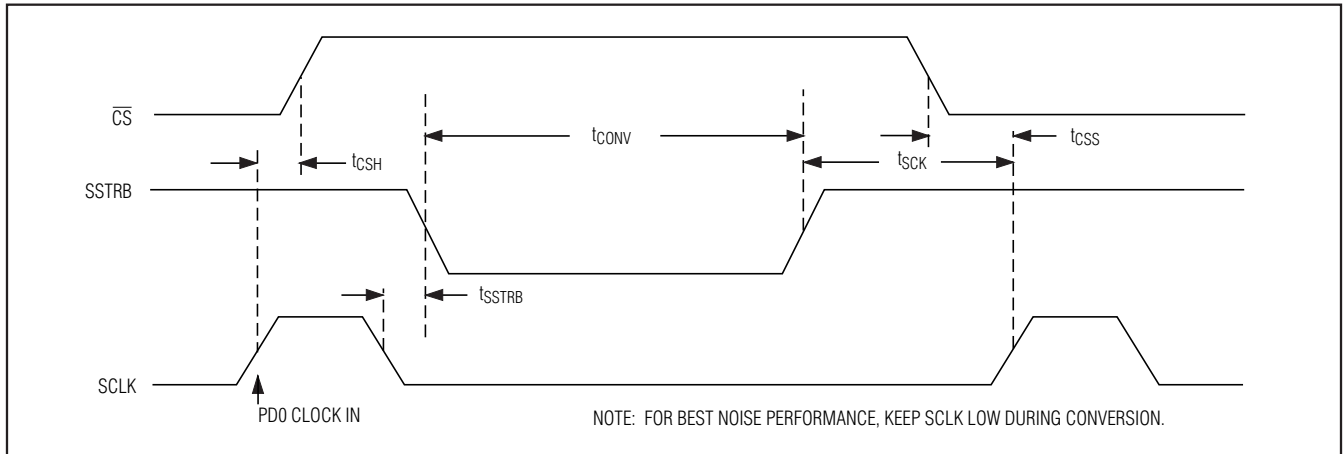 CS
tCONV
tCSS
tCSH
tSCK
SSTRB
tSSTRB
SCLK
PD0 CLOCK IN
NOTE: FOR BEST NOISE PERFORMANCE, KEEP SCLK LOW DURING CONVERSION.